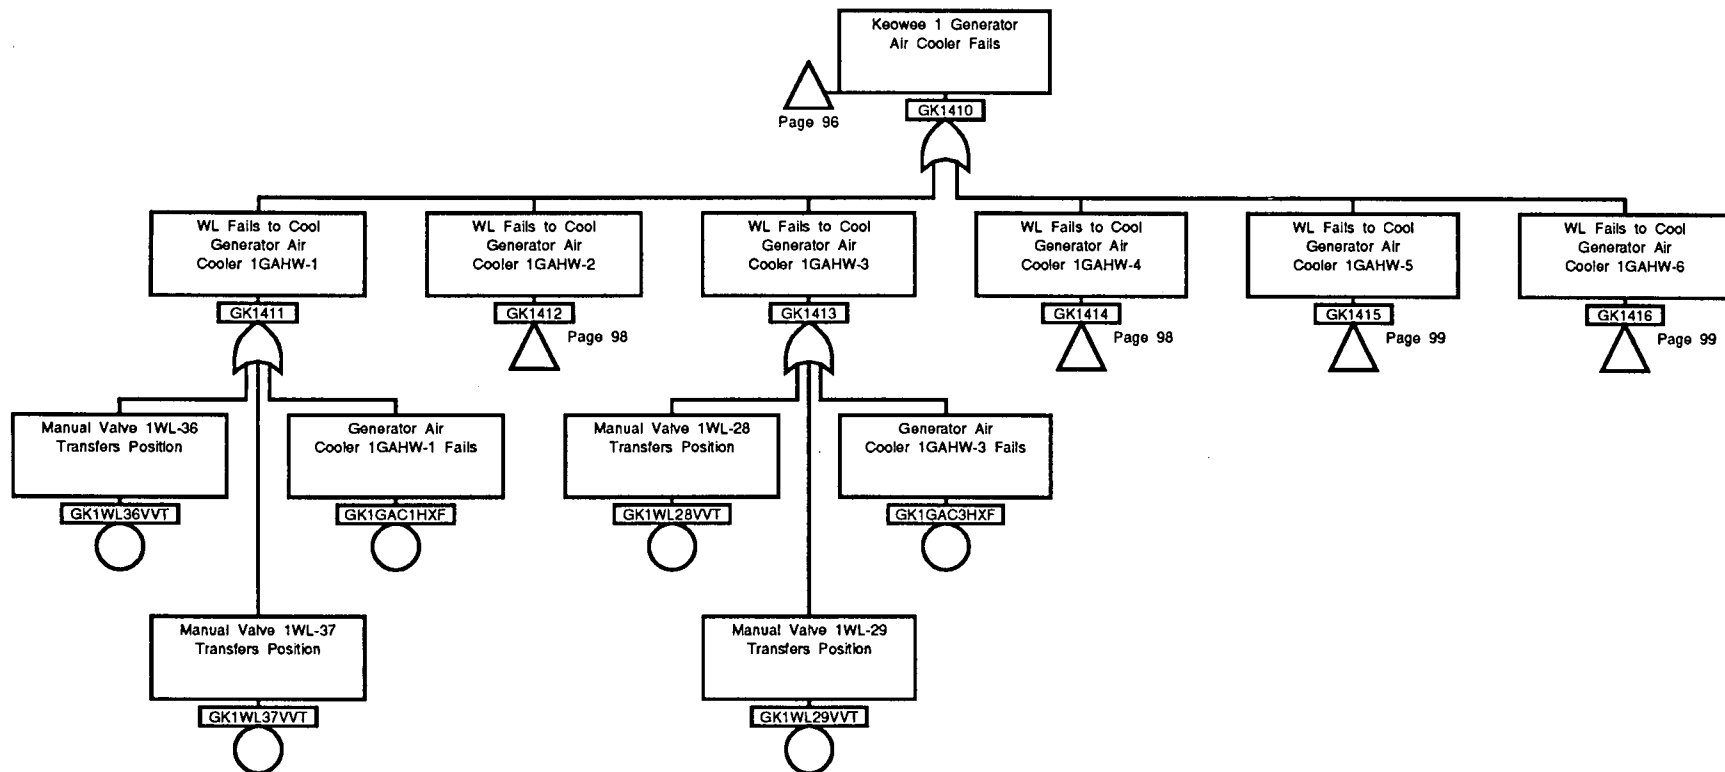 Keowee 1 Generator
Air Cooler Fails
Page 96
GK1410
WL Fails to Cool
Generator Air
Cooler 1GAHW-1
GK1411
WL Fails to Cool
Generator Air
Cooler 1GAHW-2
GK1412
Page 98
WL Fails to Cool
Generator Air
Cooler 1GAHW-3
GK1413
WL Fails to Cool
Generator Air
Cooler 1GAHW-4
GK1414
Page 98
WL Fails to Cool
Generator Air
Cooler 1GAHW-5
GK1415
Page 99
WL Fails to Cool
Generator Air
Cooler 1GAHW-6
GK1416
Page 99
Manual Valve 1WL-36
Transfers Position
GK1WL36VVT
Generator Air
Cooler 1GAHW-1 Fails
GK1GAC1HXF
Manual Valve 1WL-28
Transfers Position
GK1WL28VVT
Generator Air
Cooler 1GAHW-3 Fails
GK1GAC3HXF
Manual Valve 1WL-37
Transfers Position
GK1WL37VVT
Manual Valve 1WL-29
Transfers Position
GK1WL29VVT